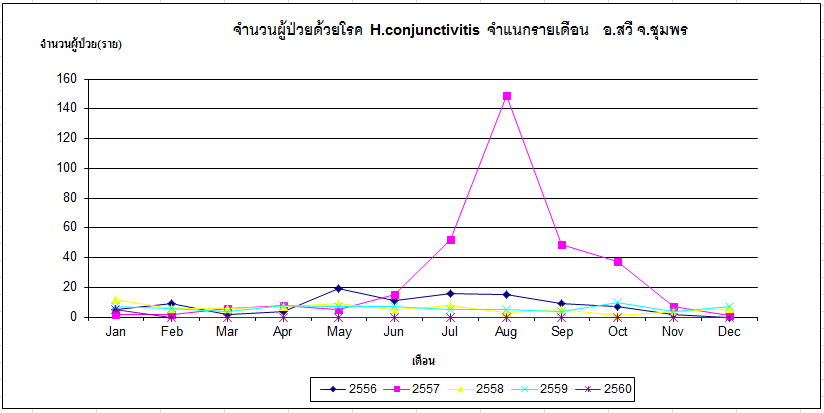 จำนวนผู้ป่วยด้วยโรค H.conjunctivitis จำแนกรายเดือน อ.สวี จ.ชุมพร
จำนวนผู้ป่วย(ราย)
160
140
120
100
80
60
40
20
0
Jan Feb Mar Apr May Jun Jul Aug Sep Oct Nov Dec
เดือน
2556 2557 2558 2559 2560